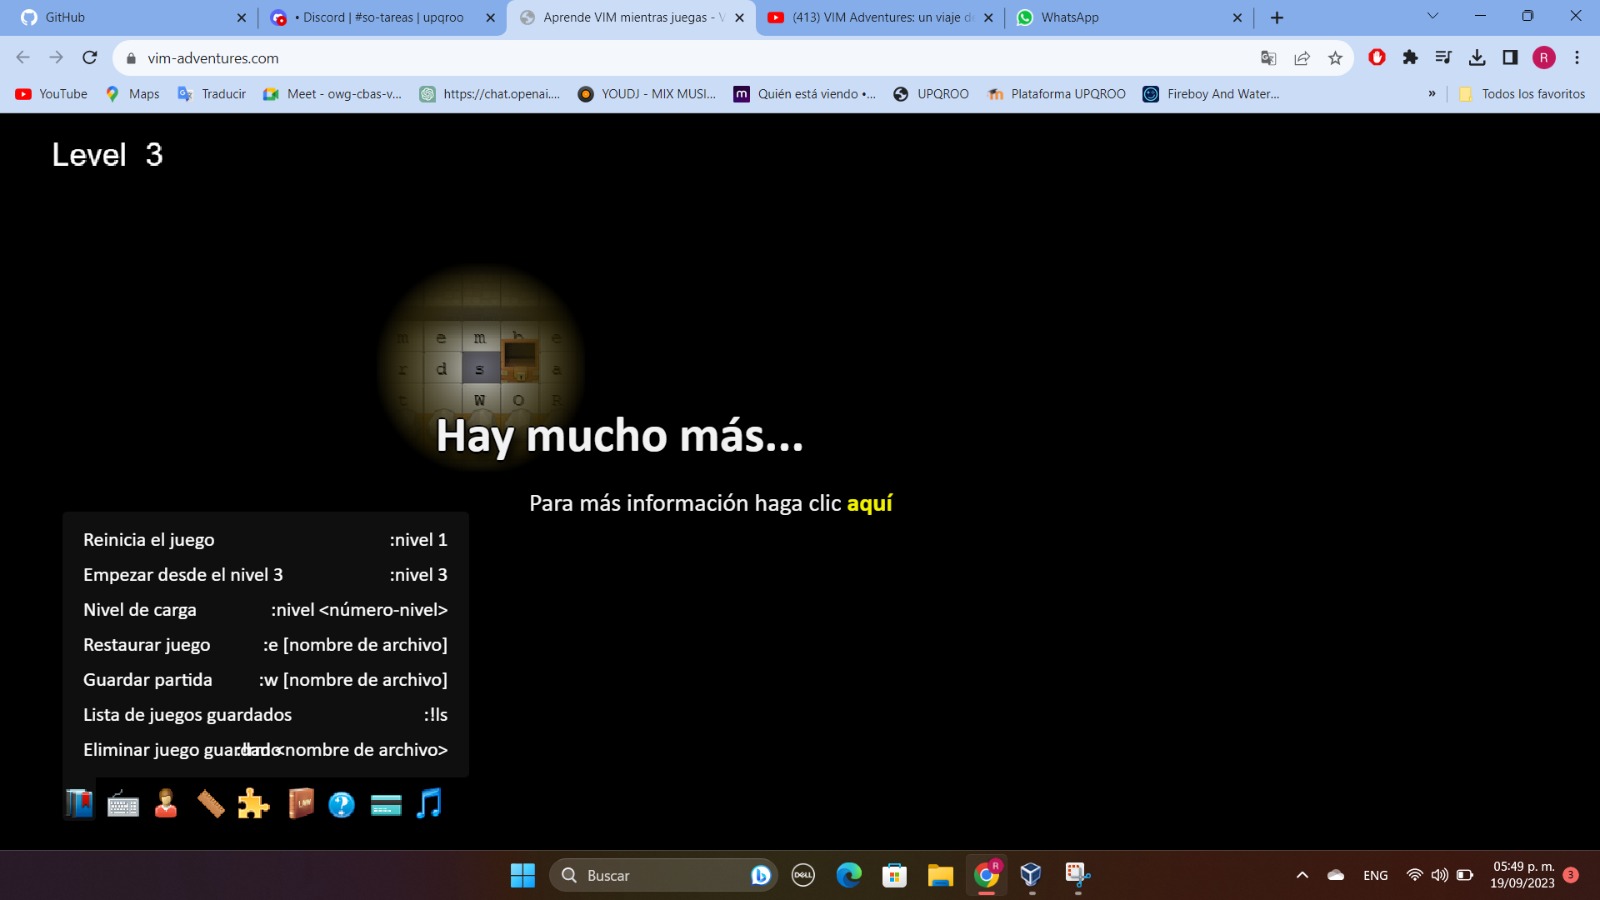 GitHub
• Discord | #so-tareas | upqroo
Aprende VIM mientras juegas - V
(413) VIM Adventures: un viaje de
WhatsApp
vim-adventures.com
R
YouTube
Maps
Traducir
Meet - owg-cbas-v...
https://chat.openai....
YOUDJ - MIX MUSI...
Quién está viendo •...
UPQROO
Plataforma UPQROO
Fireboy And Water...
»
Todos los favoritos
Level 3
m e m b e
r d s a
t W O R
Hay mucho más...
Para más información haga clic aquí
Reinicia el juego :nivel 1
Empezar desde el nivel 3 :nivel 3
Nivel de carga :nivel <número-nivel>
Restaurar juego :e [nombre de archivo]
Guardar partida :w [nombre de archivo]
Lista de juegos guardados :!ls
Eliminar juego guardado <nombre de archivo>
LAW
Buscar
DELL
R
ENG
05:49 p. m.
19/09/2023
3